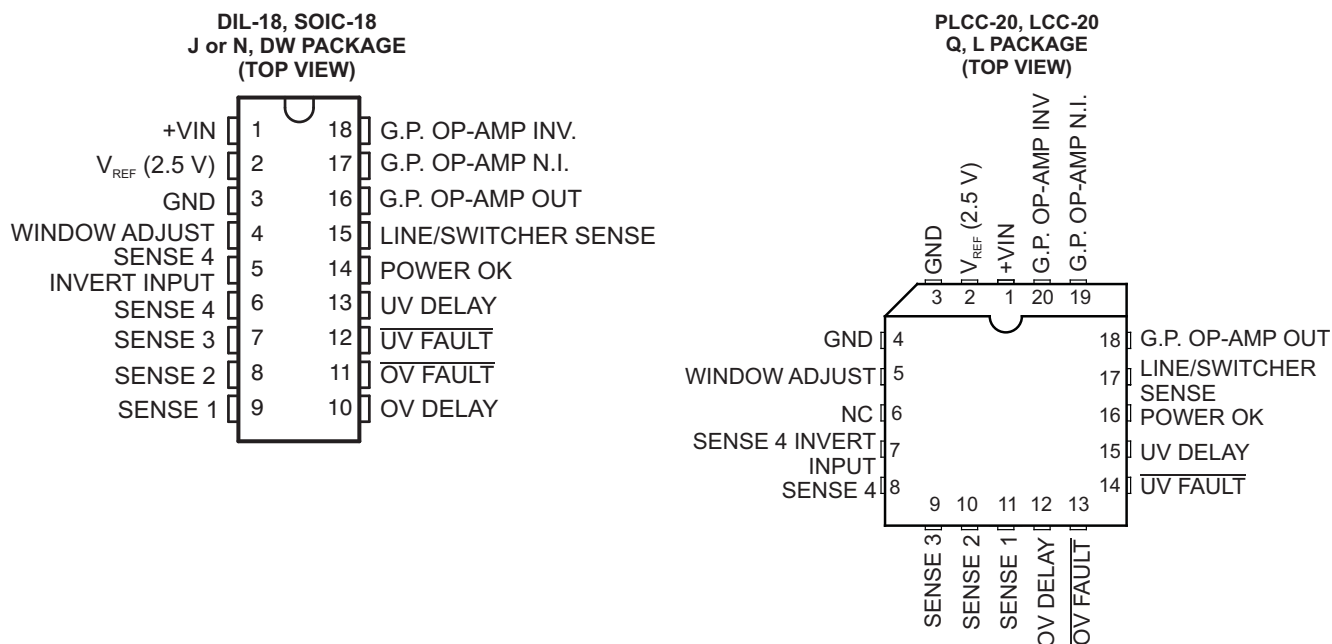 DIL-18, SOIC-18
J or N, DW PACKAGE
(TOP VIEW)
+VIN 1 18 G.P. OP-AMP INV.
VREF (2.5 V) 2 17 G.P. OP-AMP N.I.
GND 3 16 G.P. OP-AMP OUT
WINDOW ADJUST 4 15 LINE/SWITCHER SENSE
SENSE 4
INVERT INPUT 5 14 POWER OK
SENSE 4 6 13 UV DELAY
SENSE 3 7 12 UV FAULT
SENSE 2 8 11 OV FAULT
SENSE 1 9 10 OV DELAY
PLCC-20, LCC-20
Q, L PACKAGE
(TOP VIEW)
GND
VREF (2.5 V)
+VIN
G.P. OP-AMP INV
G.P. OP-AMP N.I.
3 2 1 20 19
GND 4 18 G.P. OP-AMP OUT
WINDOW ADJUST 5 17 LINE/SWITCHER
SENSE
NC 6 16 POWER OK
SENSE 4 INVERT
INPUT 7 15 UV DELAY
SENSE 4 8 14 UV FAULT
9 10 11 12 13
SENSE 3
SENSE 2
SENSE 1
OV DELAY
OV FAULT